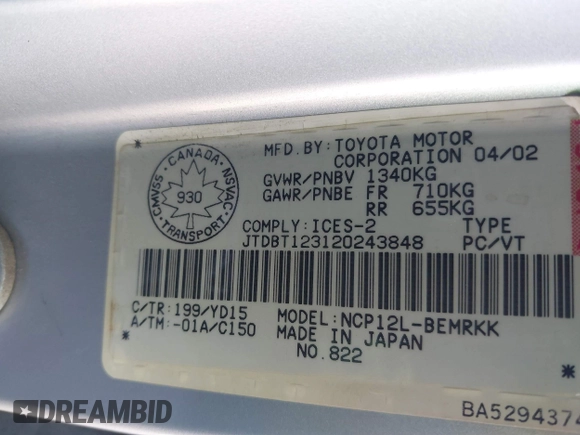 MFD.BY:TOYOTA MOTOR
CORPORATION 04/02
GVWR/PNBV 1340KG
GAWR/PNBE FR 710KG
RR 655KG
CMVSS · CANADA · NSVAC
930
TRANSPORT
COMPLY:ICES-2 TYPE
JTDBT123120243848 PC/VT
C/TR:199/YD15 MODEL:NCP12L-BEMRKK
A/TM:-01A/C150 MADE IN JAPAN
* NO.822 *
BA5294374
REPAIRABLEAUTO